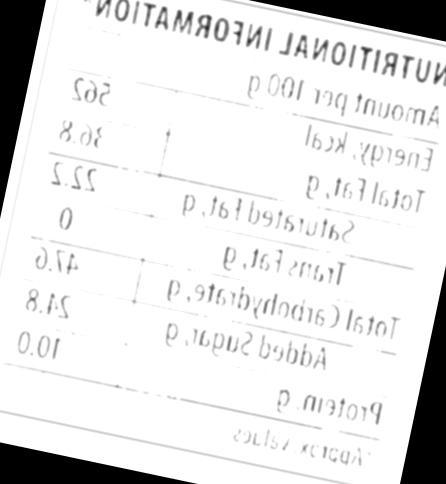 NUTRITIONAL INFORMATION*
Amount per 100 g
Energy, kcal 562
Total Fat, g 36.8
Saturated Fat, g 22.2
Trans Fat, g 0
Total Carbohydrate, g 47.6
Added Sugar, g 24.8
Protein, g 10.0
*Approx. values